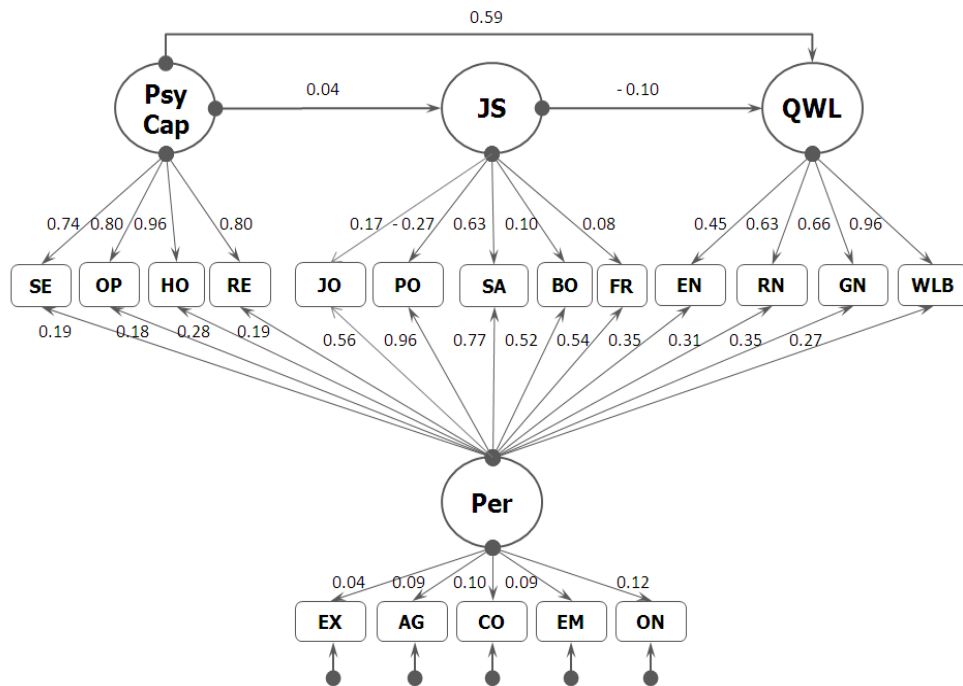 0.59
Psy
Cap
0.04
JS
- 0.10
QWL
0.74 0.80 0.96 0.80 0.17 - 0.27 0.63 0.10 0.08 0.45 0.63 0.66 0.96
SE OP HO RE JO PO SA BO FR EN RN GN WLB
0.19 0.18 0.28 0.19 0.56 0.96 0.77 0.52 0.54 0.35 0.31 0.35 0.27
Per
0.04 0.09 0.10 0.09 0.12
EX AG CO EM ON